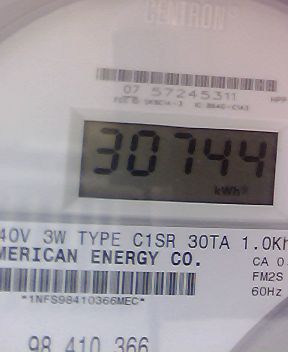 CENTRON®
07 57245311
30744
kWh
40V 3W TYPE C1SR 30TA 1.0Kh
MERICAN ENERGY CO.
CA 0
FM2S
60Hz
*1NFS98410366MEC*
98 410 366